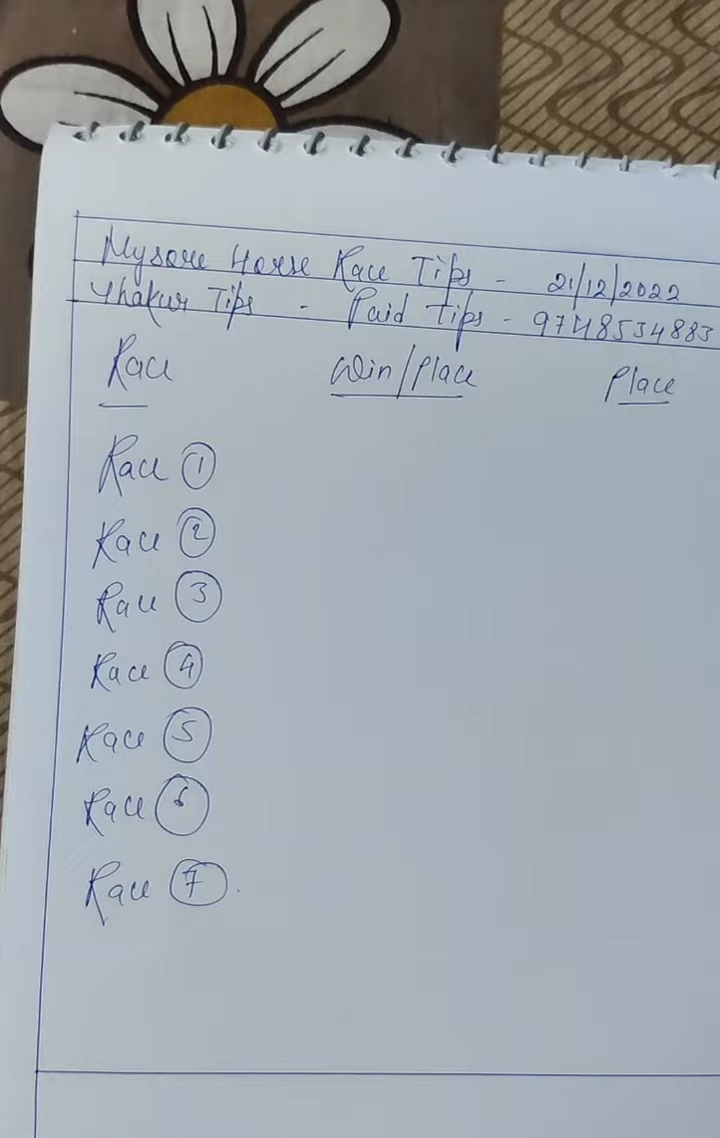 Mysore Horse Race Tips - 21/12/2022
Thakur Tips - Paid Tips - 9748534883
Race Win/Place Place
Race 1
Race 2
Race 3
Race 4
Race 5
Race 6
Race 7.